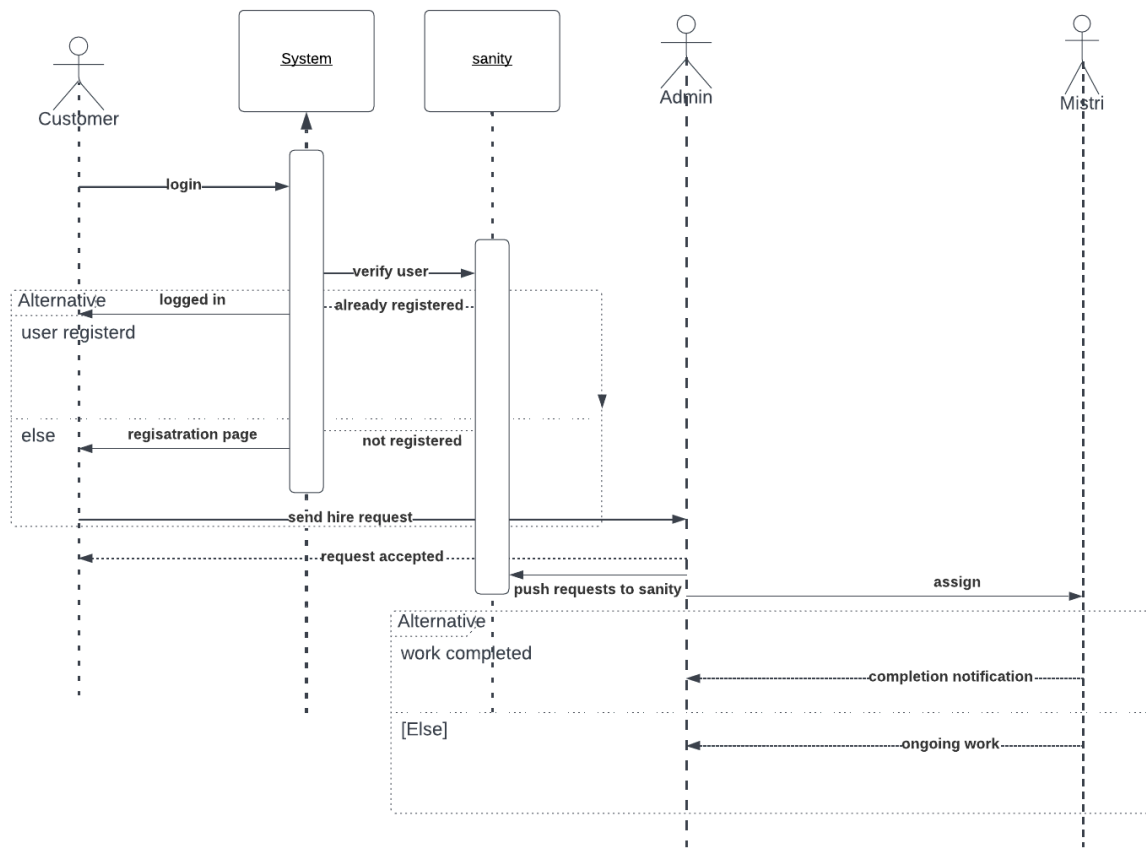 System
sanity
Customer
Admin
Mistri
login
verify user
Alternative
logged in
already registered
user registerd
else
regisatration page
not registered
send hire request
request accepted
push requests to sanity
assign
Alternative
work completed
completion notification
[Else]
ongoing work